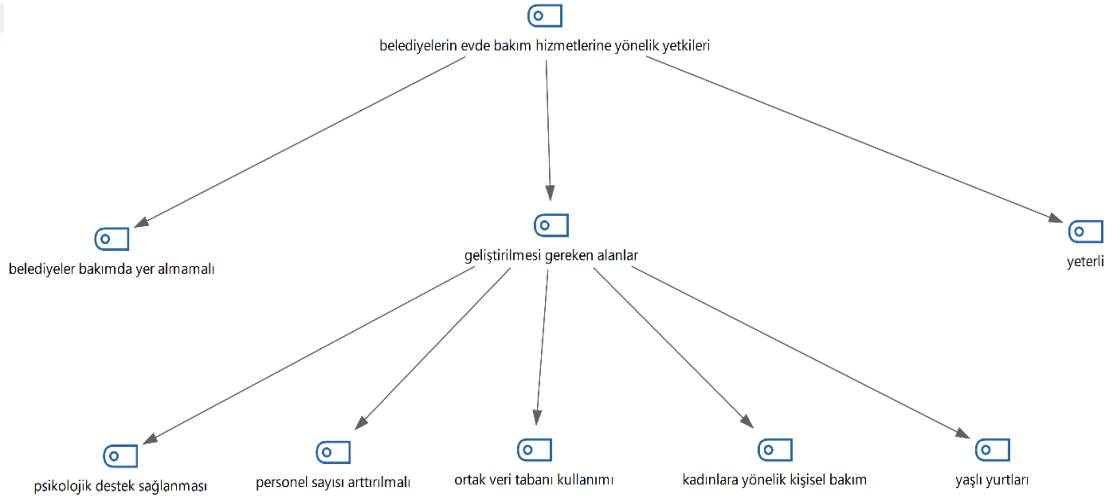 belediyelerin evde bakım hizmetlerine yönelik yetkileri
belediyeler bakımda yer almamalı
geliştirilmesi gereken alanlar
yeterli
psikolojik destek sağlanması
personel sayısı arttırılmalı
ortak veri tabanı kullanımı
kadınlara yönelik kişisel bakım
yaşlı yurtları